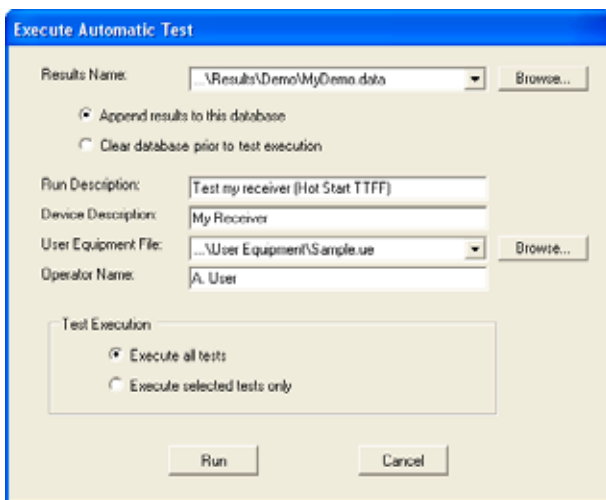 Execute Automatic Test
Results Name: ...\Results\Demo\MyDemo.data Browse...
Append results to this database
Clear database prior to test execution
Run Description: Test my receiver (Hot Start TTFF)
Device Description: My Receiver
User Equipment File: ...\User Equipment\Sample.ue Browse...
Operator Name: A. User
Test Execution
Execute all tests
Execute selected tests only
Run Cancel